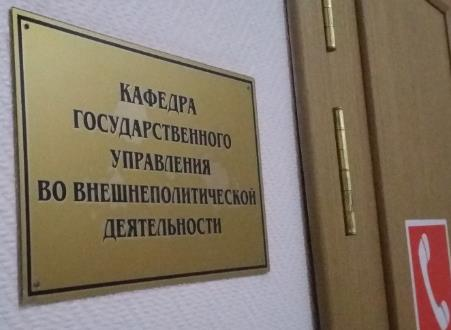 КАФЕДРА
ГОСУДАРСТВЕННОГО
УПРАВЛЕНИЯ
ВО ВНЕШНЕПОЛИТИЧЕСКОЙ
ДЕЯТЕЛЬНОСТИ